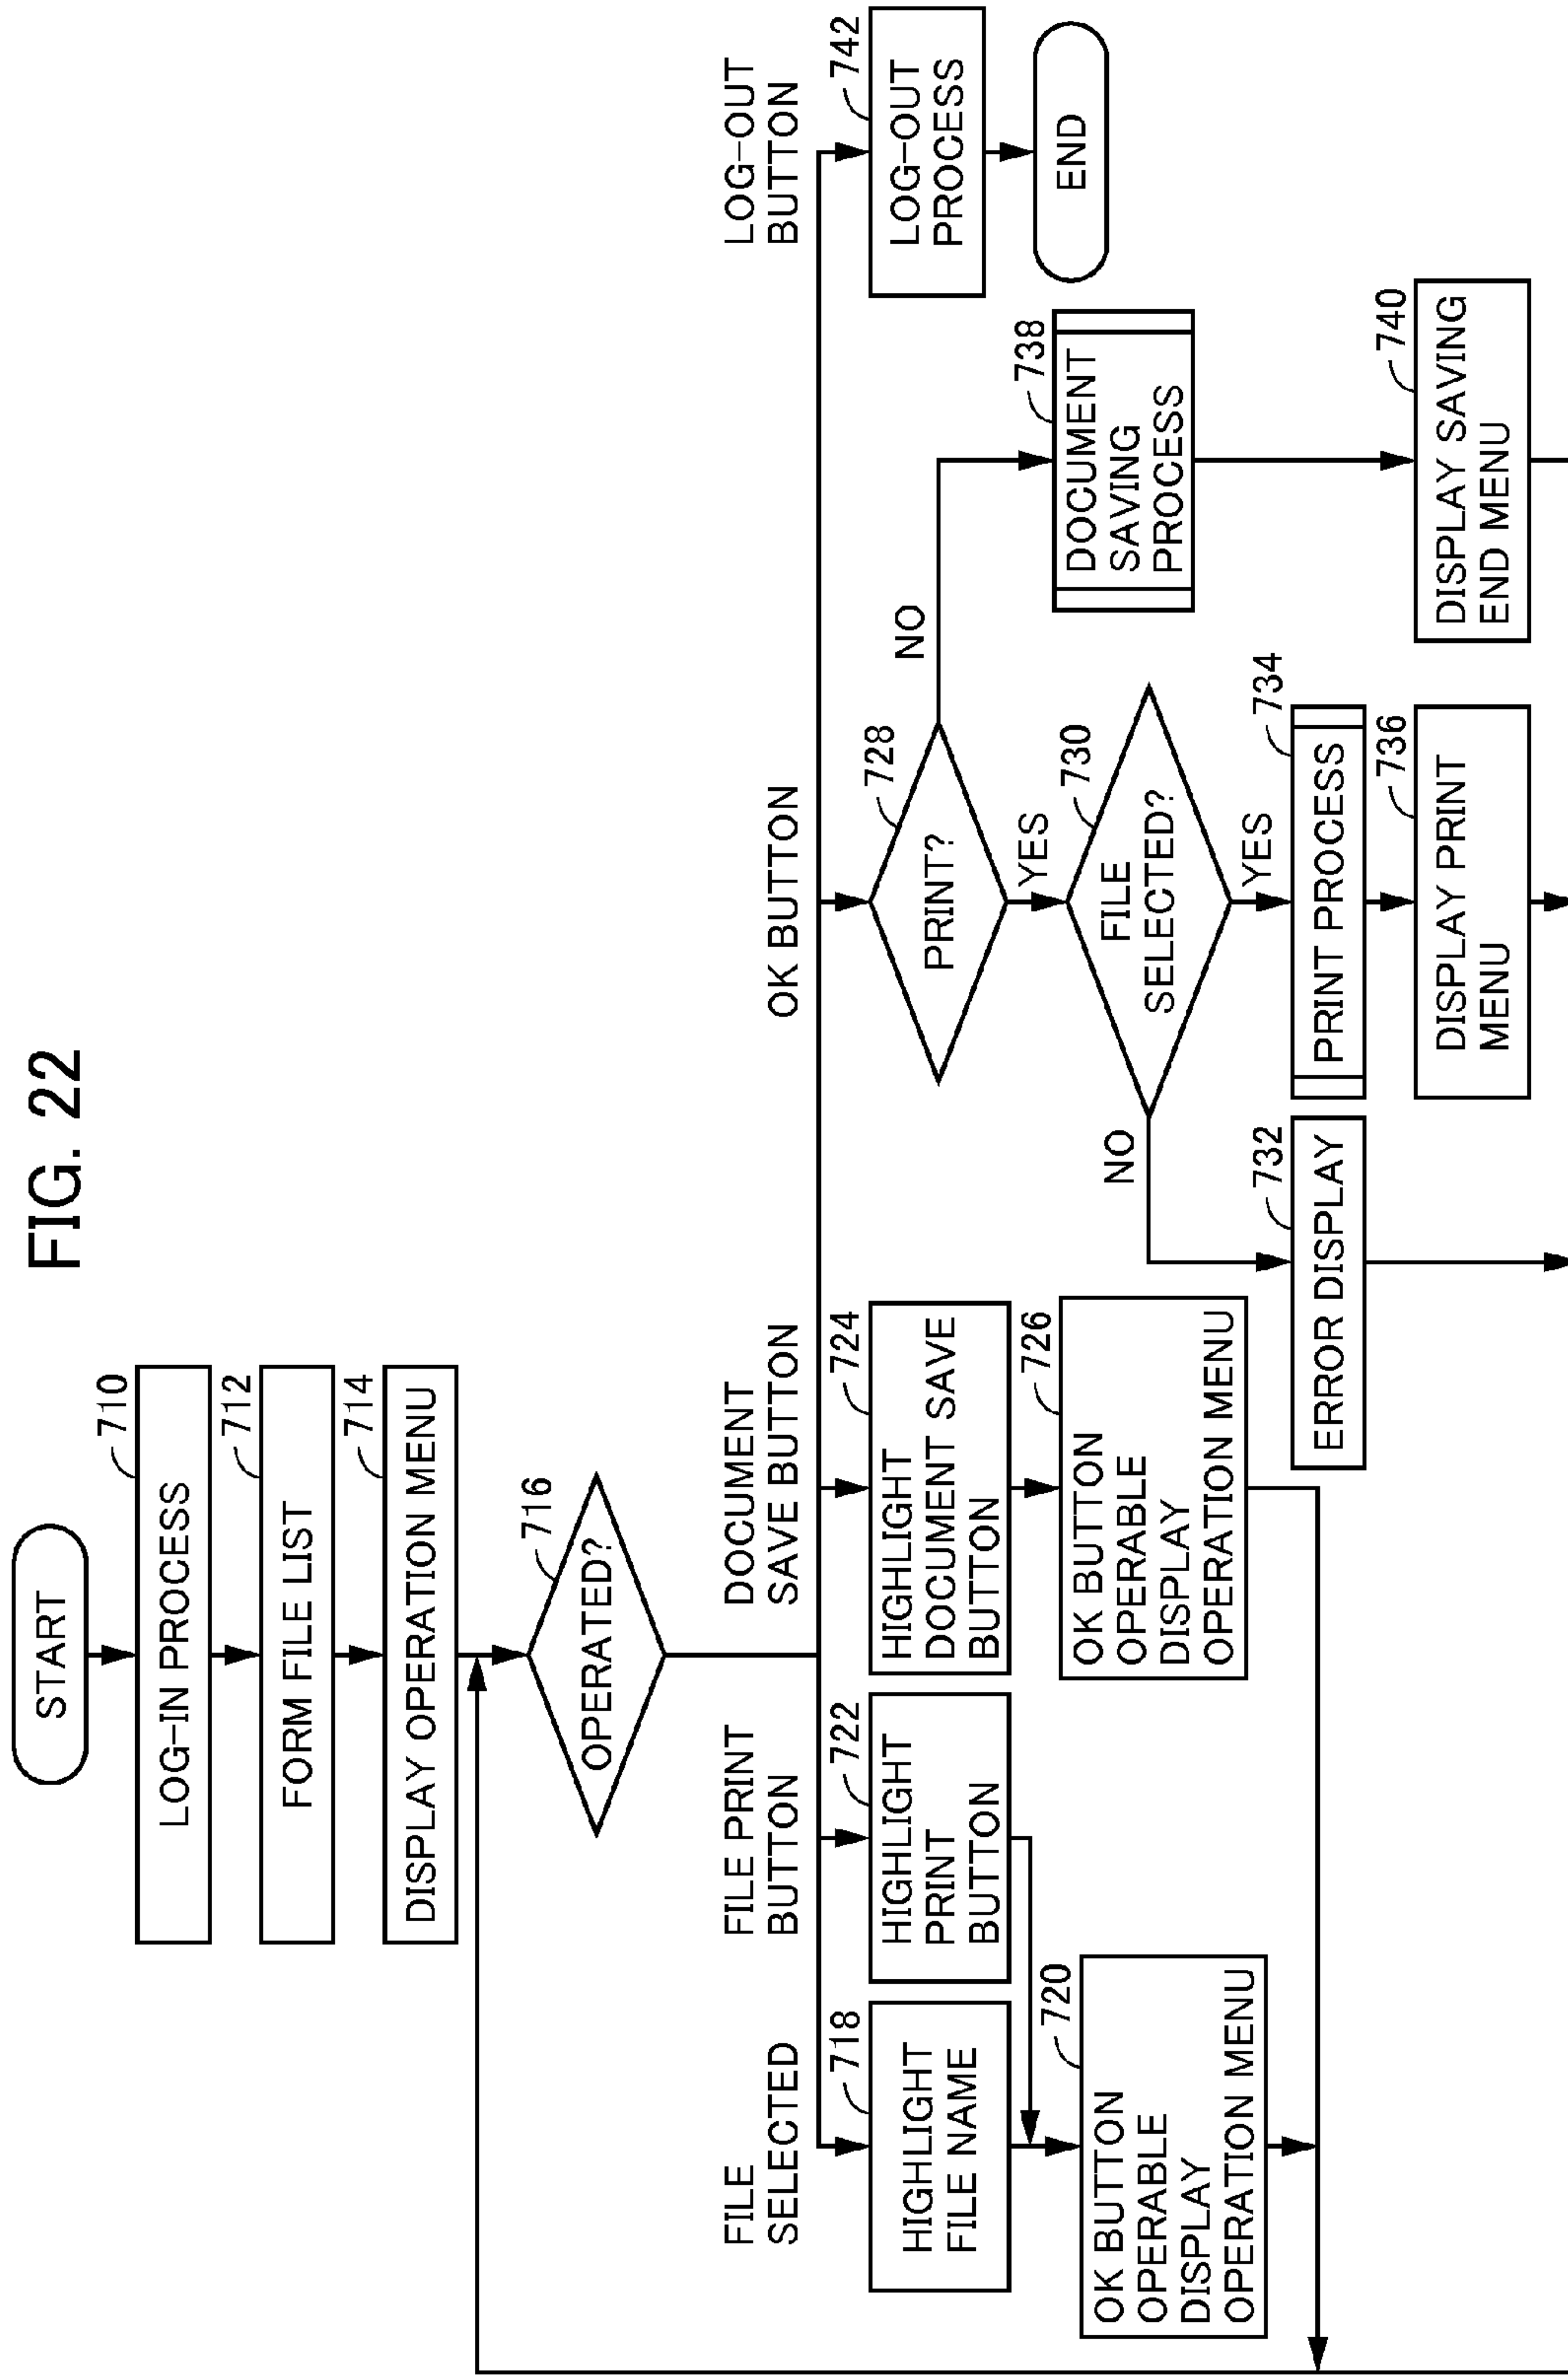 FIG. 22
START
710
LOG-IN PROCESS
712
FORM FILE LIST
714
DISPLAY OPERATION MENU
716
OPERATED?
FILE
SELECTED
718
HIGHLIGHT
FILE NAME
FILE PRINT
BUTTON
722
HIGHLIGHT
PRINT
BUTTON
720
OK BUTTON
OPERABLE
DISPLAY
OPERATION MENU
DOCUMENT
SAVE BUTTON
724
HIGHLIGHT
DOCUMENT SAVE
BUTTON
726
OK BUTTON
OPERABLE
DISPLAY
OPERATION MENU
OK BUTTON
728
PRINT?
NO
YES
730
FILE
SELECTED?
NO
YES
732
ERROR DISPLAY
734
PRINT PROCESS
736
DISPLAY PRINT
MENU
738
DOCUMENT
SAVING
PROCESS
740
DISPLAY SAVING
END MENU
LOG-OUT
BUTTON
742
LOG-OUT
PROCESS
END